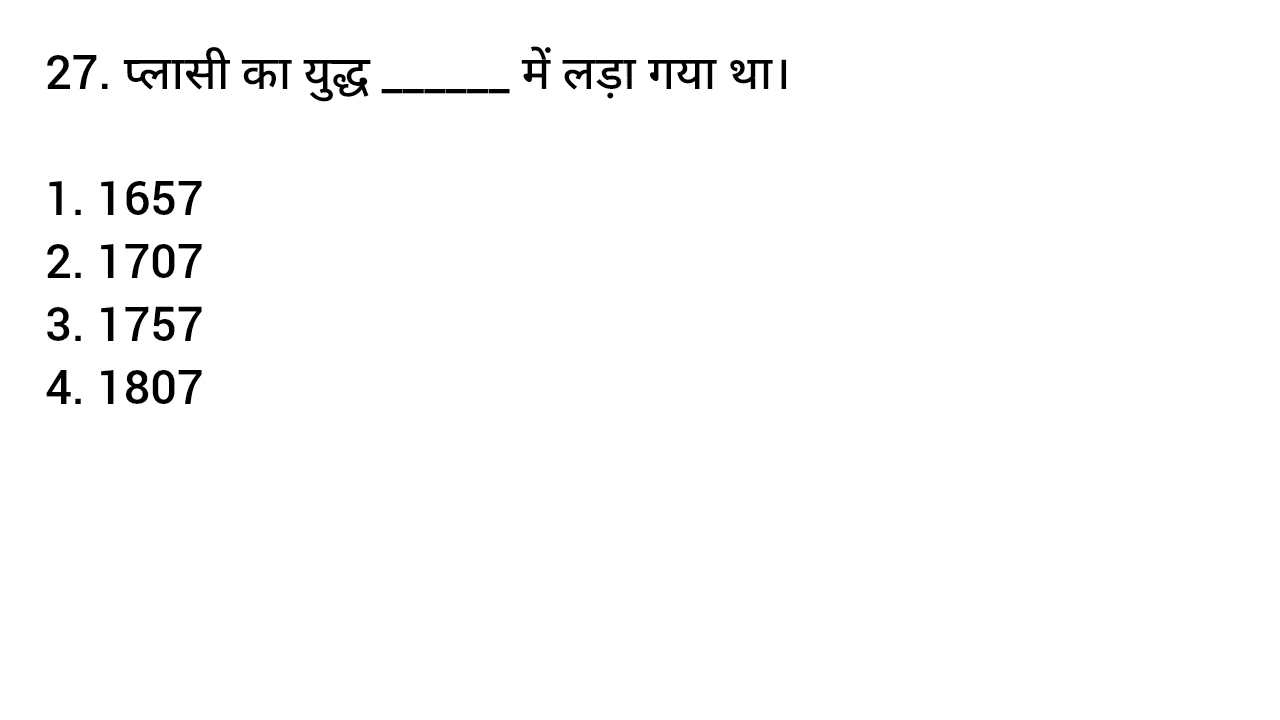 27. प्लासी का युद्ध ______ में लड़ा गया था।
1. 1657
2. 1707
3. 1757
4. 1807